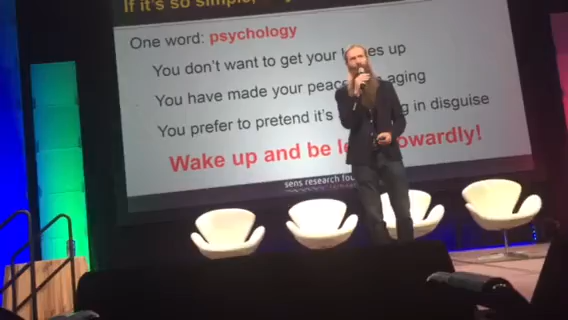 If it's so simple,
One word: psychology
You don't want to get your up
You have made your peace aging
You prefer to pretend it's in disguise
Wake up and be cowardly!
sens research